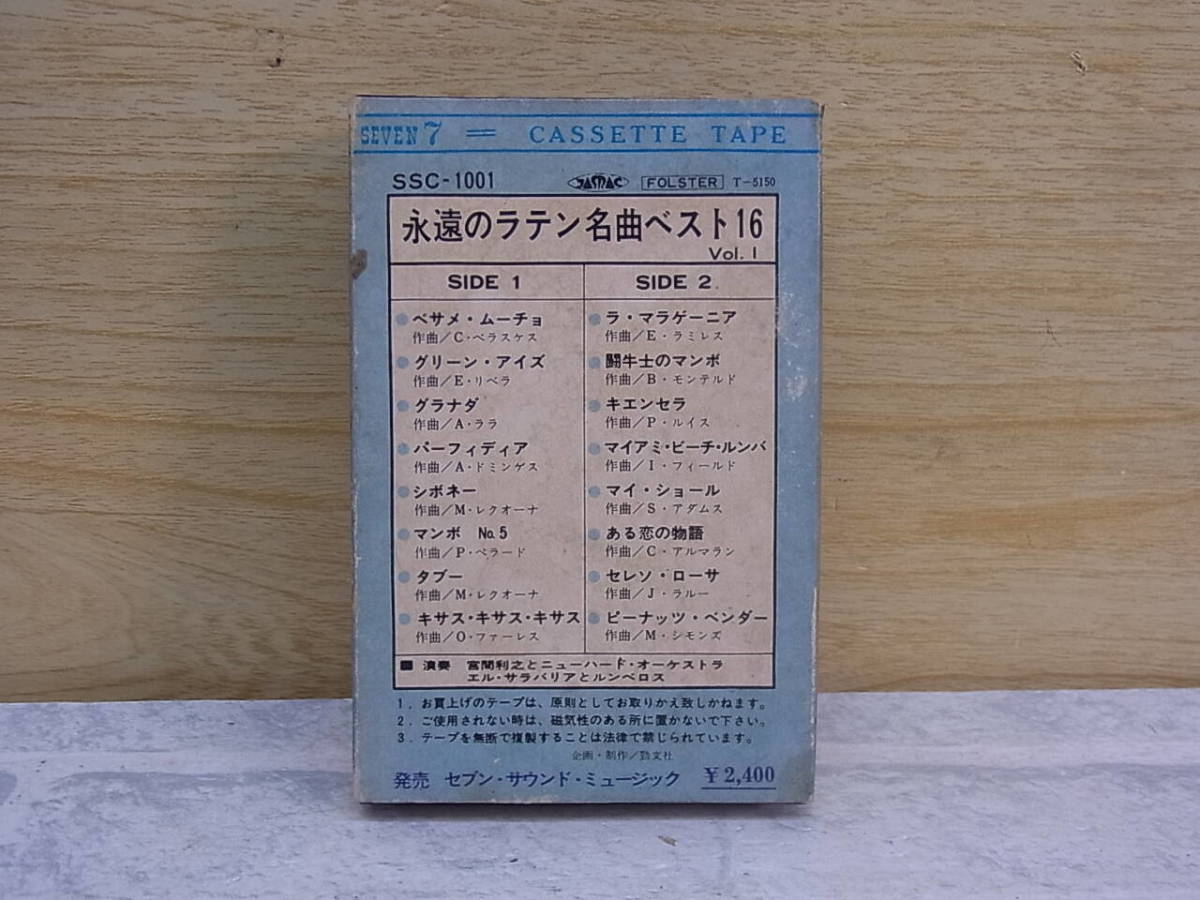 SEVEN 7 = CASSETTE TAPE
SSC-1001 JASRAC FOLSTER T-5150
永遠のラテン名曲ベスト16
Vol. 1
SIDE 1
ベサメ・ムーチョ
作曲/C・ベラスケス
グリーン・アイズ
作曲/E・リベラ
グラナダ
作曲/A・ララ
パーフィディア
作曲/A・ドミンゲス
シボネー
作曲/M・レクオーナ
マンボ No.5
作曲/P・ペラード
タブー
作曲/M・レクオーナ
キサス・キサス・キサス
作曲/O・ファーレス
SIDE 2
ラ・マラゲーニア
作曲/E・ラミレス
闘牛士のマンボ
作曲/B・モンテルド
キエンセラ
作曲/P・ルイス
マイアミ・ビーチ・ルンバ
作曲/I・フィールド
マイ・ショール
作曲/S・アダムス
ある恋の物語
作曲/C・アルマラン
セレソ・ローサ
作曲/J・ラルー
ピーナッツ・ベンダー
作曲/M・シモンズ
■ 演奏 宮間利之とニューハード・オーケストラ
エル・サラバリアとルンベロス
1. お買上げのテープは、原則としてお取りかえ致しかねます。
2. ご使用されない時は、磁気性のある所に置かないで下さい。
3. テープを無断で複製することは法律で禁じられています。
企画・制作/勁文社
発売 セブン・サウンド・ミュージック ¥2,400